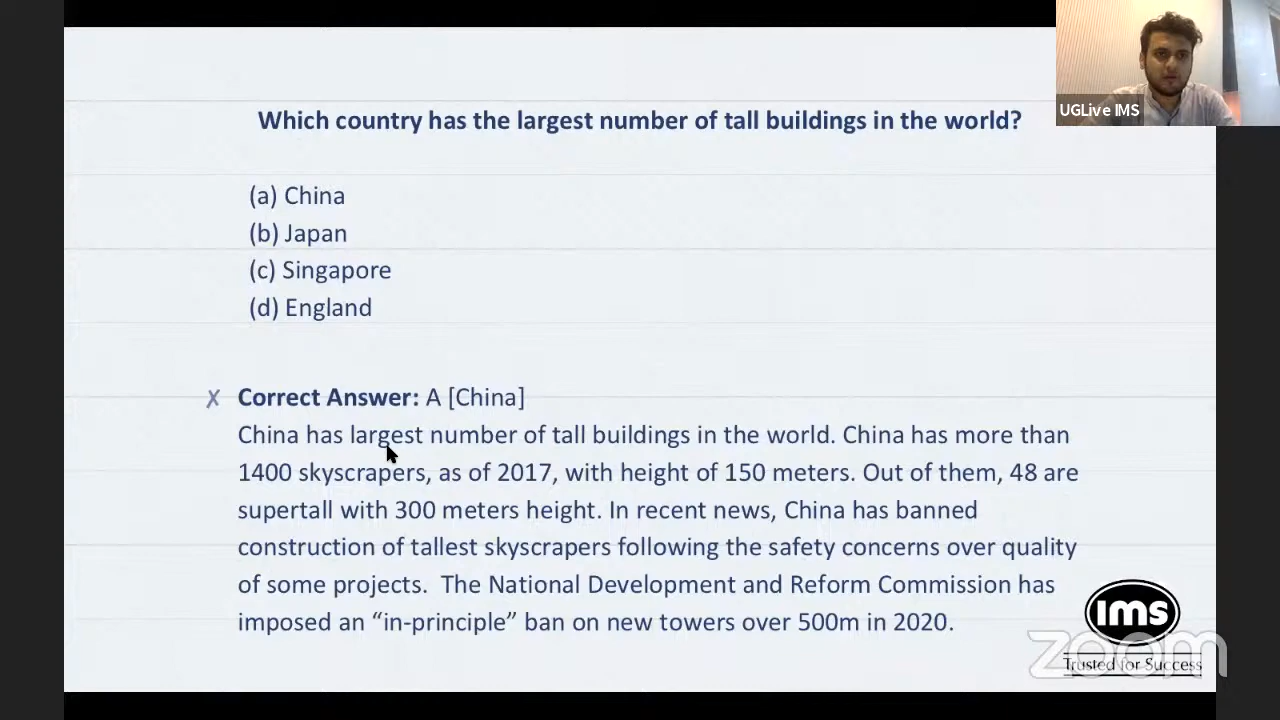 UGLive IMS
Which country has the largest number of tall buildings in the world?
(a) China
(b) Japan
(c) Singapore
(d) England
✗ Correct Answer: A [China]
China has largest number of tall buildings in the world. China has more than
1400 skyscrapers, as of 2017, with height of 150 meters. Out of them, 48 are
supertall with 300 meters height. In recent news, China has banned
construction of tallest skyscrapers following the safety concerns over quality
of some projects. The National Development and Reform Commission has
imposed an “in-principle” ban on new towers over 500m in 2020.
ims
zoom
Trusted for Success